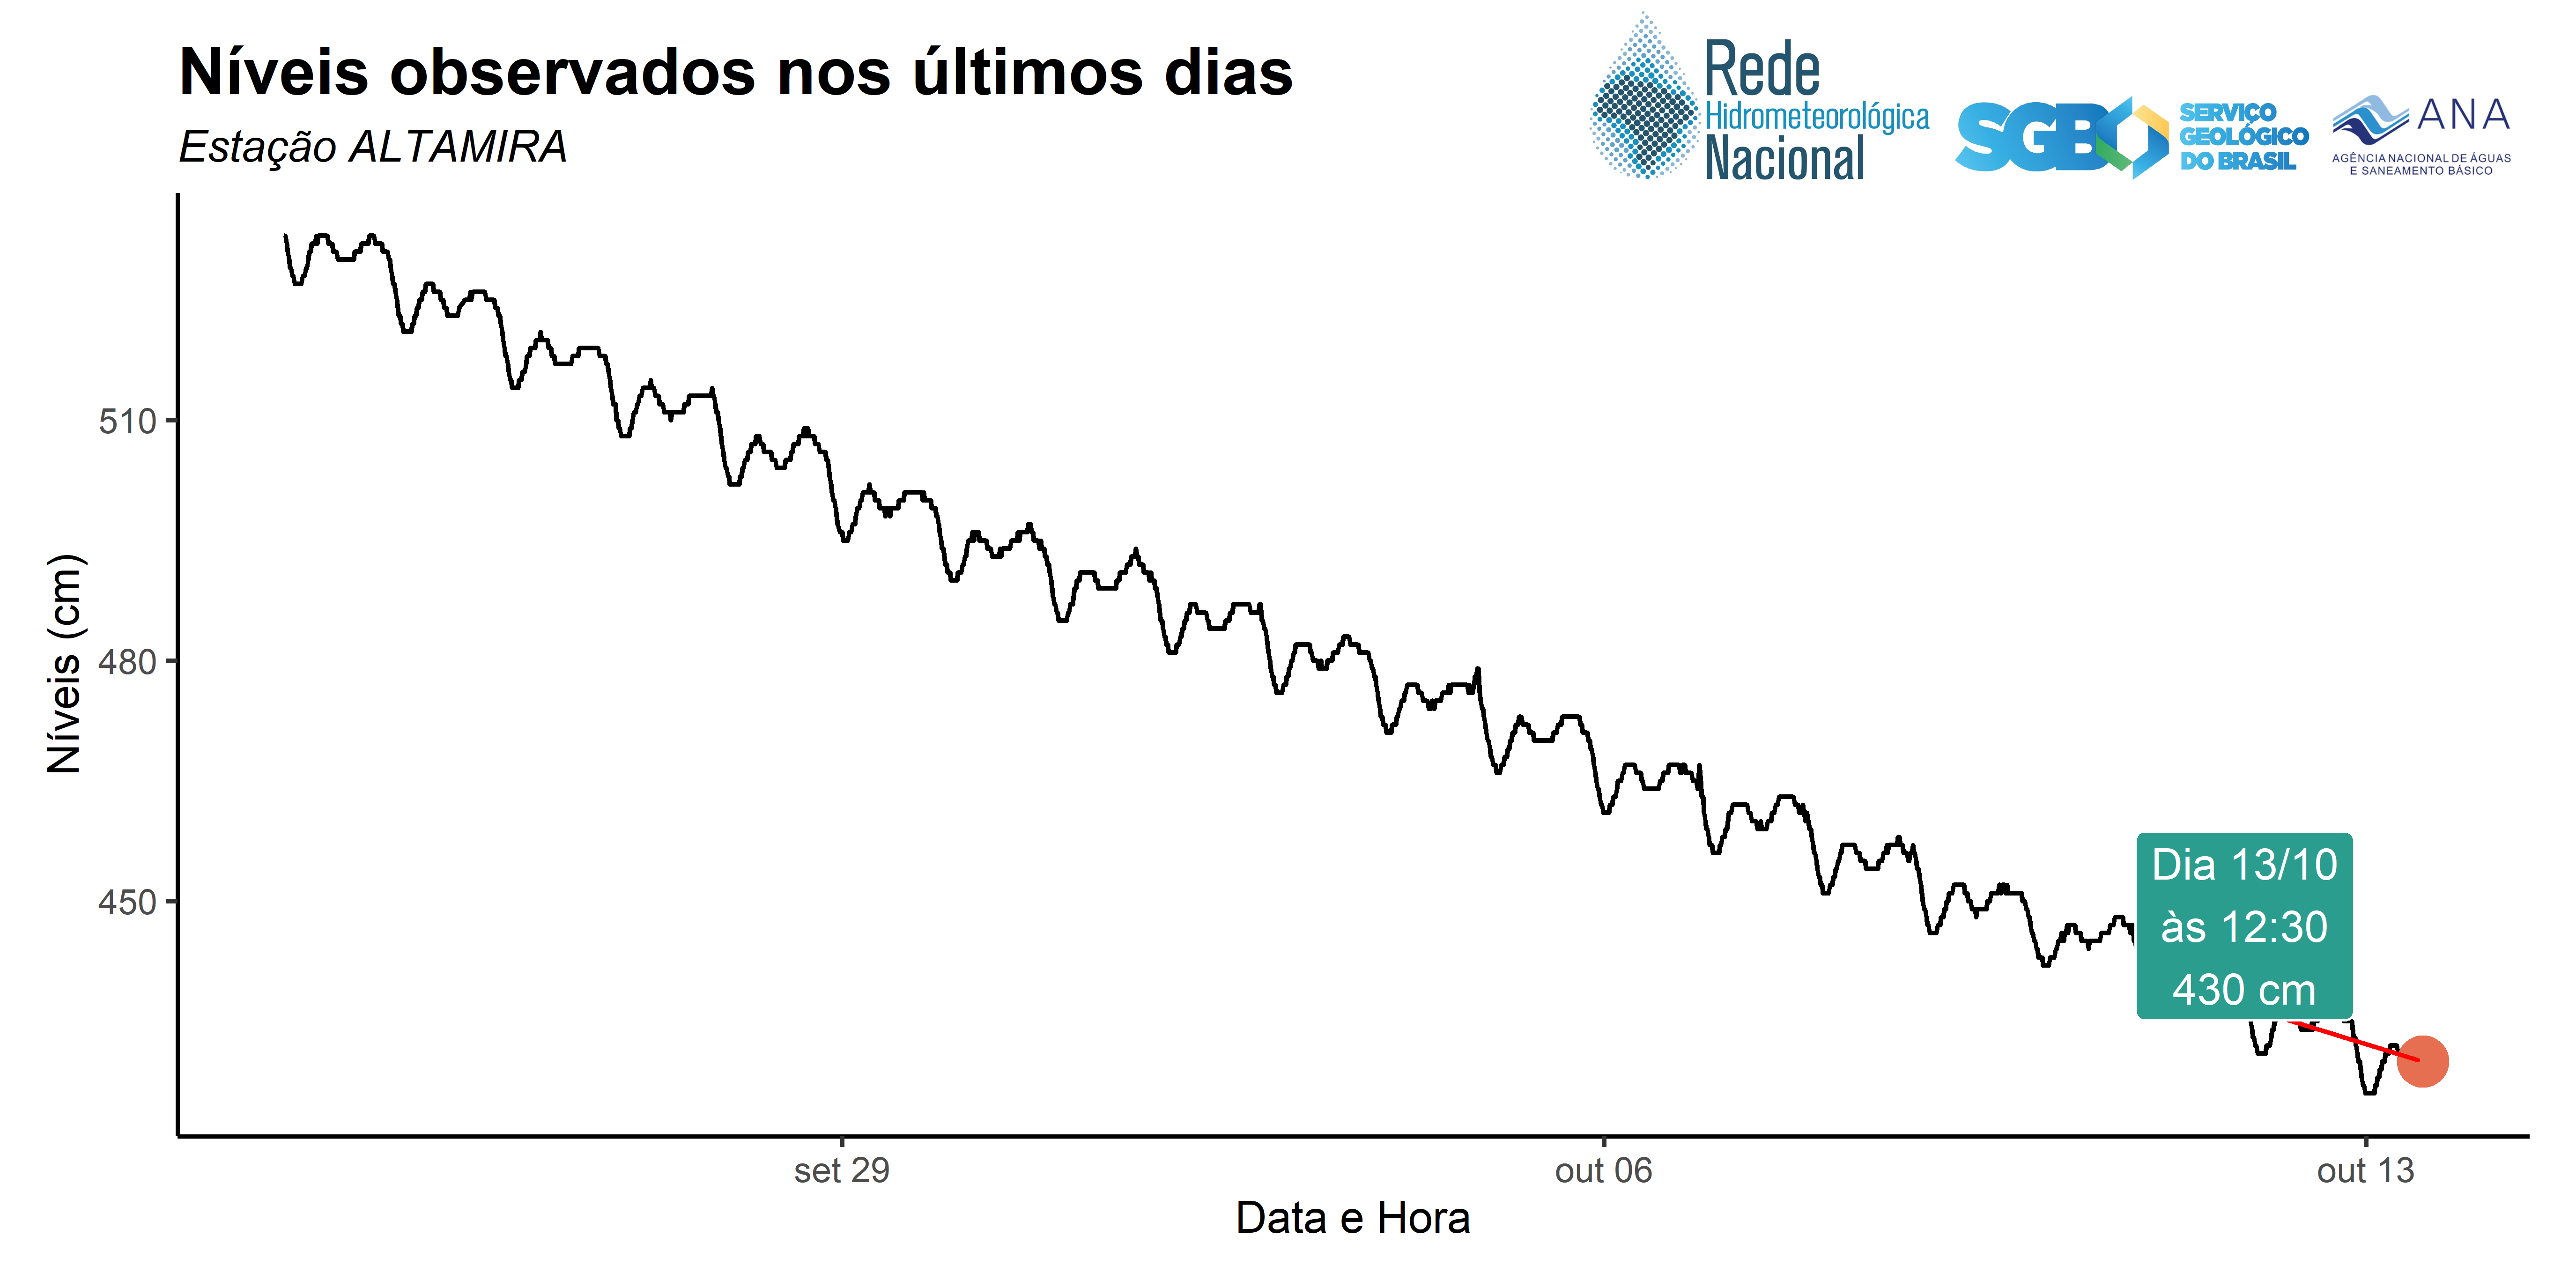 Níveis observados nos últimos dias
Estação ALTAMIRA
Rede
Hidrometeorológica
Nacional
SGB
SERVIÇO
GEOLÓGICO
DO BRASIL
ANA
AGÊNCIA NACIONAL DE ÁGUAS
E SANEAMENTO BÁSICO
Níveis (cm)
510
480
450
Dia 13/10
às 12:30
430 cm
set 29
out 06
out 13
Data e Hora